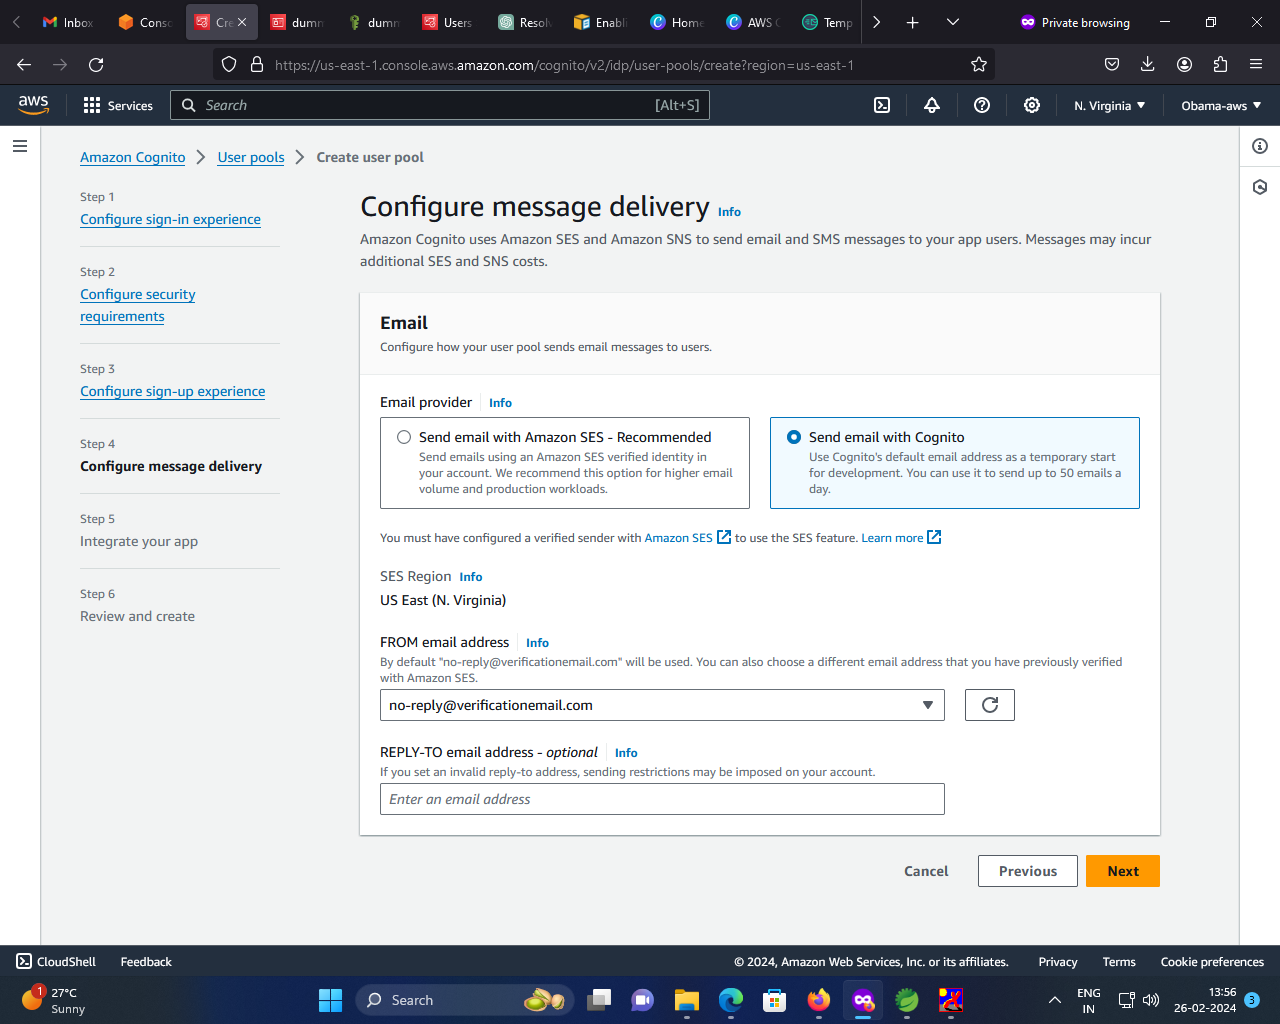 Inbox
Conso
Cre
dumm
dumm
Users
Resolv
Enabli
Home
AWS C
Temp
Private browsing
https://us-east-1.console.aws.amazon.com/cognito/v2/idp/user-pools/create?region=us-east-1
aws
Services
Search
[Alt+S]
N. Virginia
Obama-aws
Amazon Cognito
User pools
Create user pool
Step 1
Configure sign-in experience
Step 2
Configure security
requirements
Step 3
Configure sign-up experience
Step 4
Configure message delivery
Step 5
Integrate your app
Step 6
Review and create
Configure message delivery Info
Amazon Cognito uses Amazon SES and Amazon SNS to send email and SMS messages to your app users. Messages may incur
additional SES and SNS costs.
Email
Configure how your user pool sends email messages to users.
Email provider Info
Send email with Amazon SES - Recommended
Send emails using an Amazon SES verified identity in
your account. We recommend this option for higher email
volume and production workloads.
Send email with Cognito
Use Cognito's default email address as a temporary start
for development. You can use it to send up to 50 emails a
day.
You must have configured a verified sender with Amazon SES to use the SES feature. Learn more
SES Region Info
US East (N. Virginia)
FROM email address Info
By default "no-reply@verificationemail.com" will be used. You can also choose a different email address that you have previously verified
with Amazon SES.
no-reply@verificationemail.com
REPLY-TO email address - optional Info
If you set an invalid reply-to address, sending restrictions may be imposed on your account.
Enter an email address
Cancel
Previous
Next
CloudShell
Feedback
© 2024, Amazon Web Services, Inc. or its affiliates.
Privacy
Terms
Cookie preferences
1
27°C
Sunny
Search
ENG
IN
13:56
26-02-2024
3